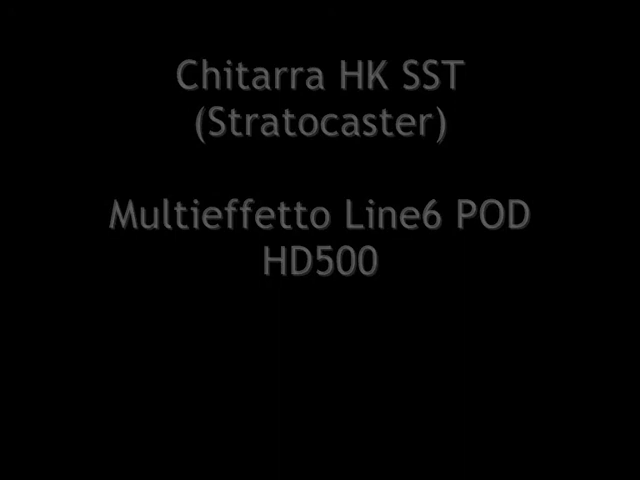 Chitarra HK SST
(Stratocaster)
Multieffetto Line6 POD
HD500